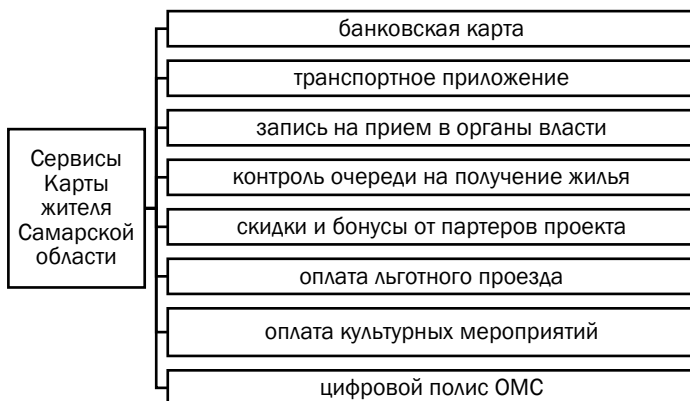 банковская карта
транспортное приложение
запись на прием в органы власти
Сервисы
Карты
жителя
Самарской
области
контроль очереди на получение жилья
скидки и бонусы от партеров проекта
оплата льготного проезда
оплата культурных мероприятий
цифровой полис ОМС